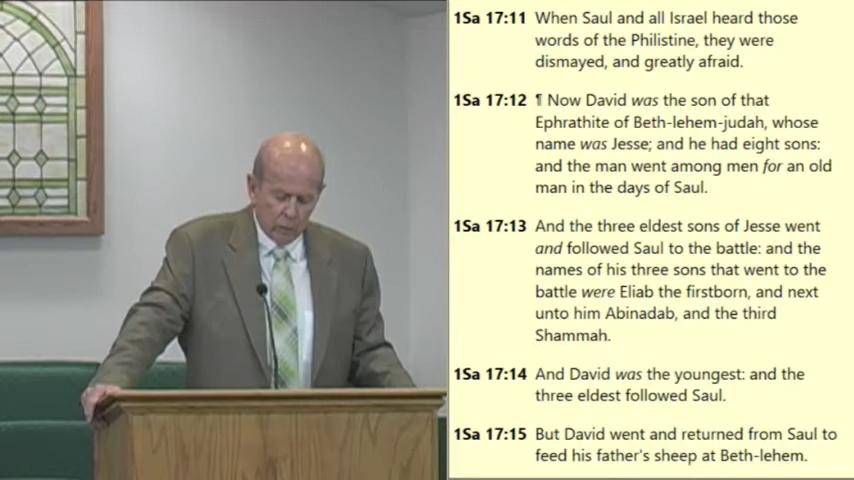 1Sa 17:11 When Saul and all Israel heard those
words of the Philistine, they were
dismayed, and greatly afraid.
1Sa 17:12 ¶ Now David was the son of that
Ephrathite of Beth-lehem-judah, whose
name was Jesse; and he had eight sons:
and the man went among men for an old
man in the days of Saul.
1Sa 17:13 And the three eldest sons of Jesse went
and followed Saul to the battle: and the
names of his three sons that went to the
battle were Eliab the firstborn, and next
unto him Abinadab, and the third
Shammah.
1Sa 17:14 And David was the youngest: and the
three eldest followed Saul.
1Sa 17:15 But David went and returned from Saul to
feed his father's sheep at Beth-lehem.